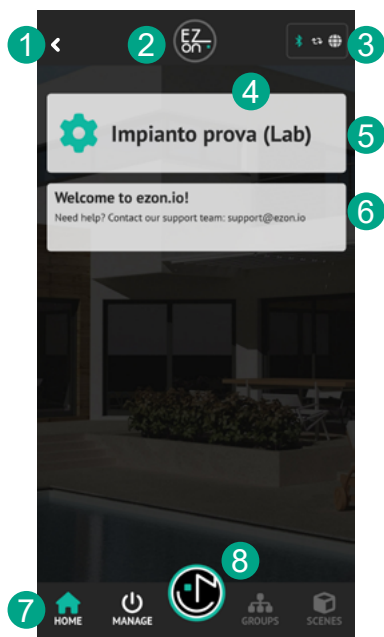 1
2
EZ
on
3
4
Impianto prova (Lab)
5
Welcome to ezon.io!
Need help? Contact our support team: support@ezon.io
6
8
7
HOME
MANAGE
GROUPS
SCENES